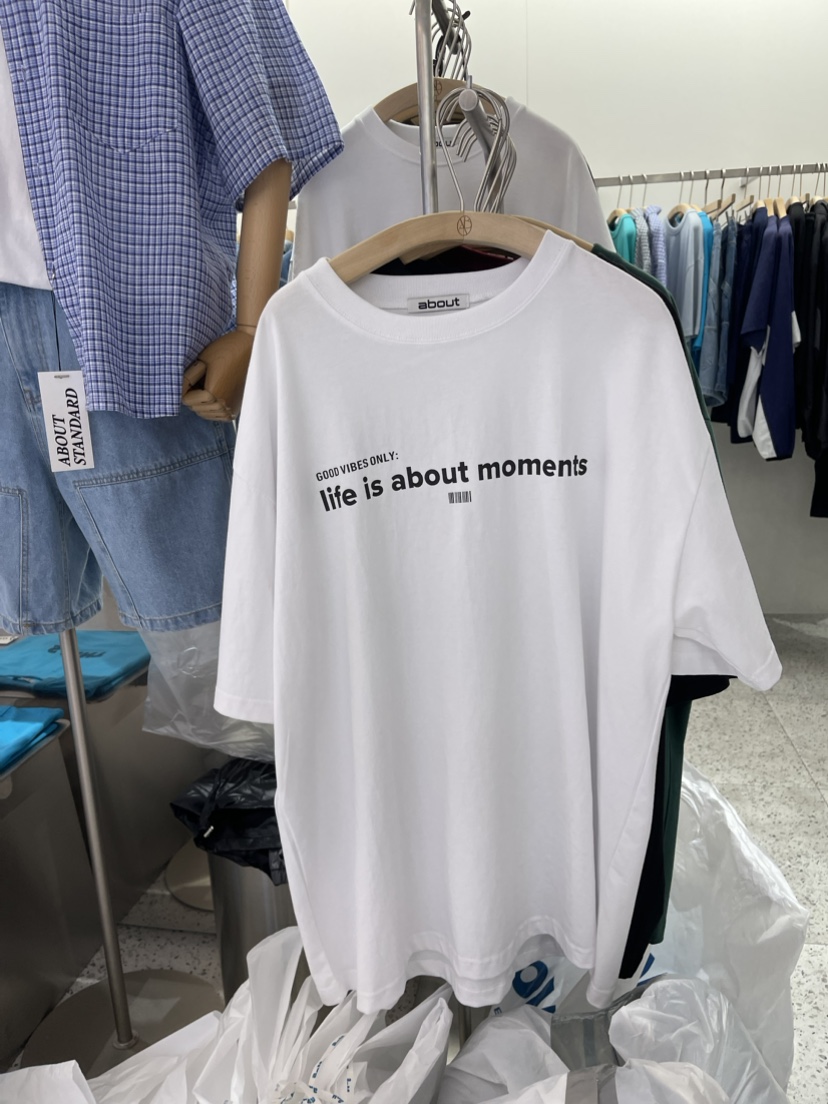 about
GOOD VIBES ONLY:
life is about moments
ABOUT
STANDARD